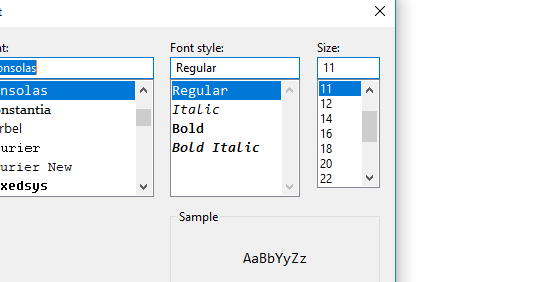 t
nt: Font style: Size:
onsolas Regular 11
nsolas Regular 11
nstantia Italic 12
rbel Bold 14
urier Bold Italic 16
urier New 18
xedsys 20
22
Sample
AaBbYyZz